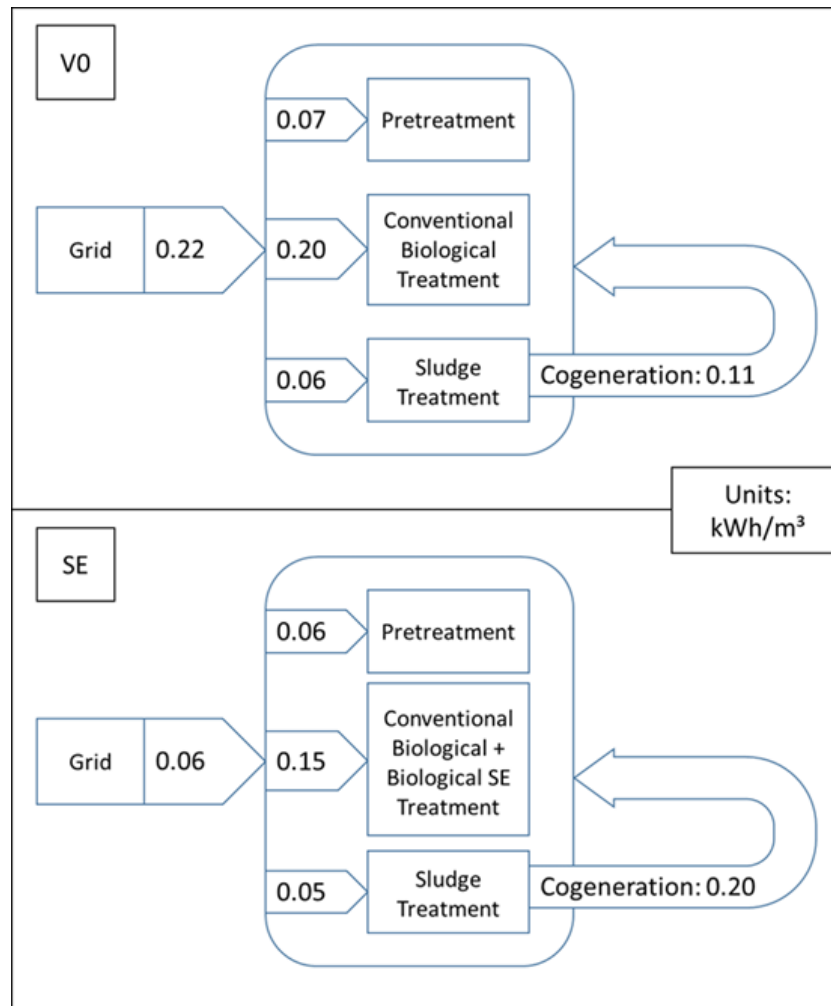 V0
0.07
Pretreatment
Grid
0.22
0.20
Conventional
Biological
Treatment
0.06
Sludge
Treatment
Cogeneration: 0.11
Units:
kWh/m³
SE
0.06
Pretreatment
Grid
0.06
0.15
Conventional
Biological +
Biological SE
Treatment
0.05
Sludge
Treatment
Cogeneration: 0.20